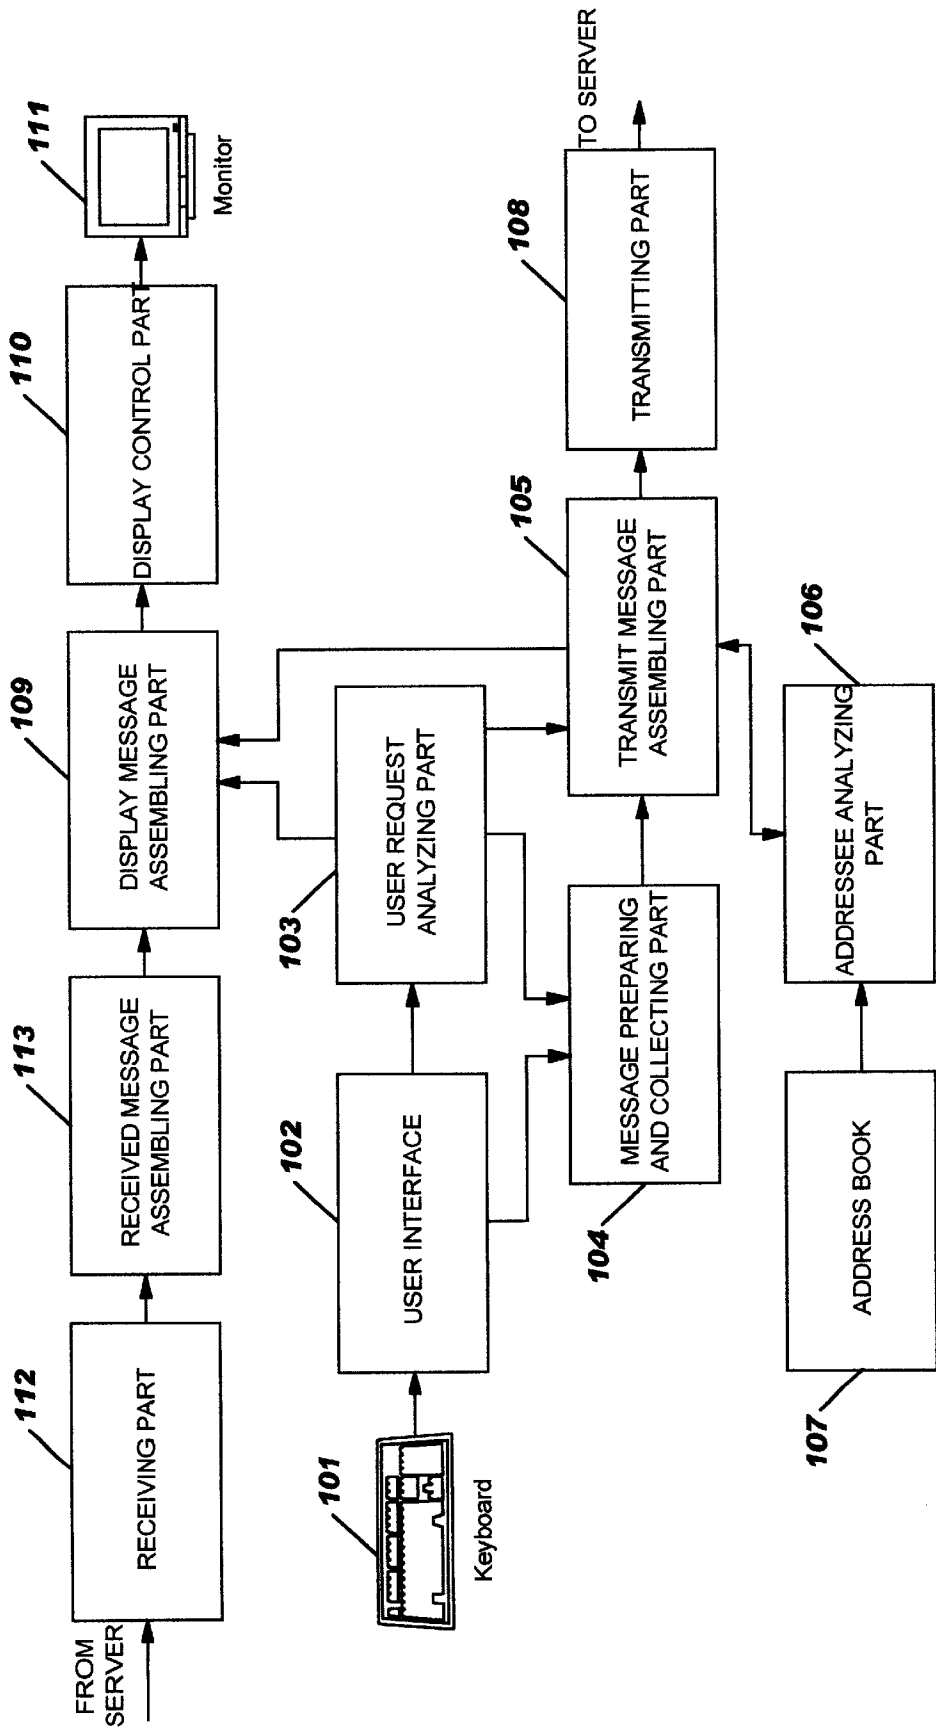 FROM
SERVER
112
RECEIVING PART
113
RECEIVED MESSAGE
ASSEMBLING PART
109
DISPLAY MESSAGE
ASSEMBLING PART
110
DISPLAY CONTROL PART
111
Monitor
101
Keyboard
102
USER INTERFACE
103
USER REQUEST
ANALYZING PART
104
MESSAGE PREPARING
AND COLLECTING PART
105
TRANSMIT MESSAGE
ASSEMBLING PART
108
TRANSMITTING PART
TO SERVER
107
ADDRESS BOOK
106
ADDRESSEE ANALYZING
PART